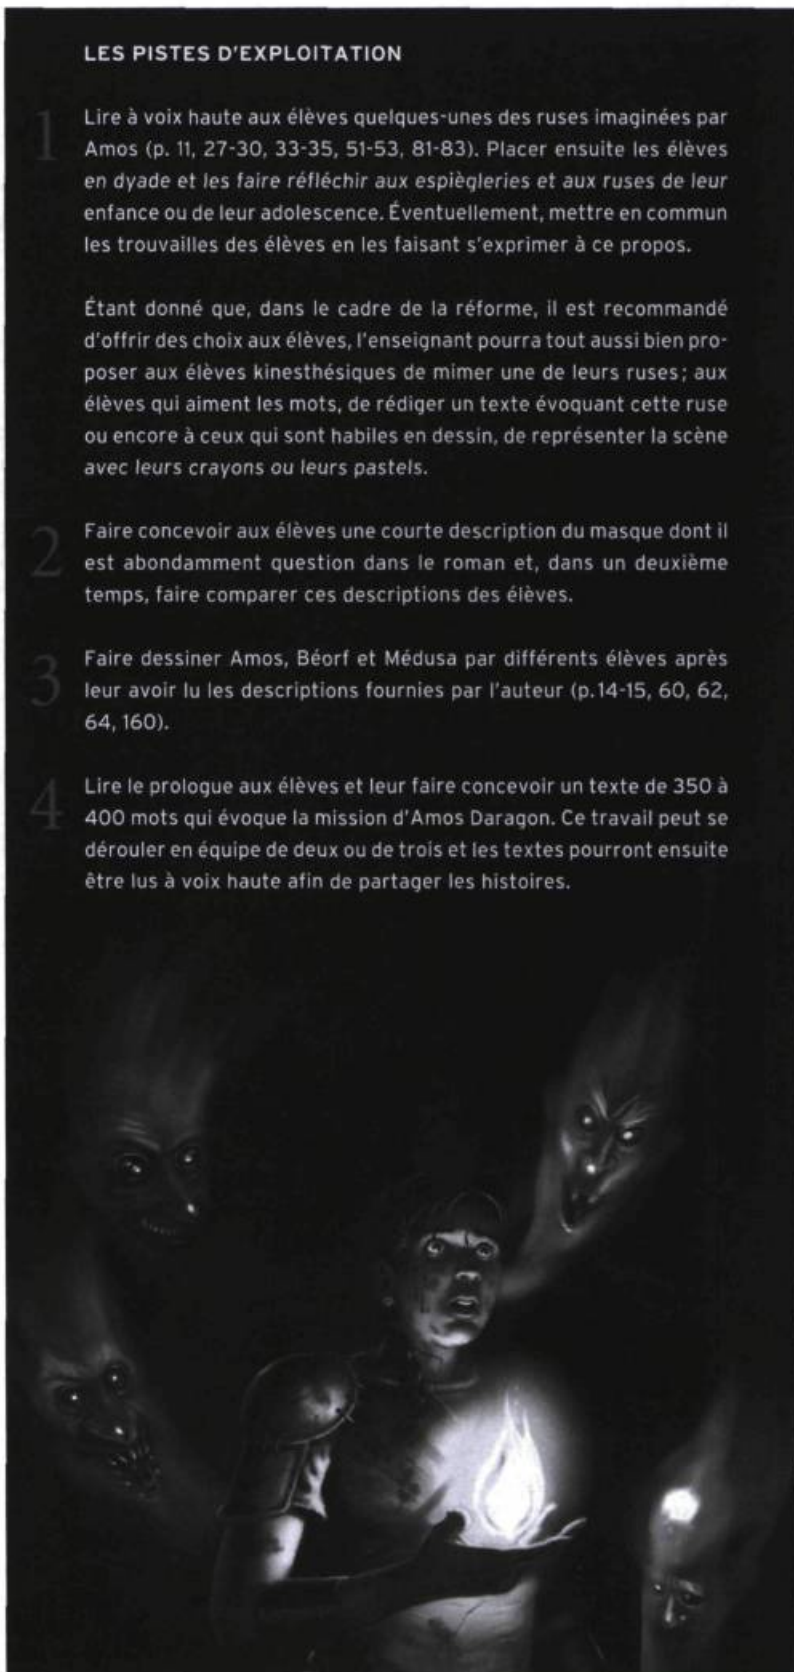 LES PISTES D'EXPLOITATION
1
Lire à voix haute aux élèves quelques-unes des ruses imaginées par
Amos (p. 11, 27-30, 33-35, 51-53, 81-83). Placer ensuite les élèves
en dyade et les faire réfléchir aux espiègleries et aux ruses de leur
enfance ou de leur adolescence. Éventuellement, mettre en commun
les trouvailles des élèves en les faisant s'exprimer à ce propos.
Étant donné que, dans le cadre de la réforme, il est recommandé
d'offrir des choix aux élèves, l'enseignant pourra tout aussi bien pro-
poser aux élèves kinesthésiques de mimer une de leurs ruses; aux
élèves qui aiment les mots, de rédiger un texte évoquant cette ruse
ou encore à ceux qui sont habiles en dessin, de représenter la scène
avec leurs crayons ou leurs pastels.
2
Faire concevoir aux élèves une courte description du masque dont il
est abondamment question dans le roman et, dans un deuxième
temps, faire comparer ces descriptions des élèves.
3
Faire dessiner Amos, Béorf et Médusa par différents élèves après
leur avoir lu les descriptions fournies par l'auteur (p.14-15, 60, 62,
64, 160).
4
Lire le prologue aux élèves et leur faire concevoir un texte de 350 à
400 mots qui évoque la mission d'Amos Daragon. Ce travail peut se
dérouler en équipe de deux ou de trois et les textes pourront ensuite
être lus à voix haute afin de partager les histoires.